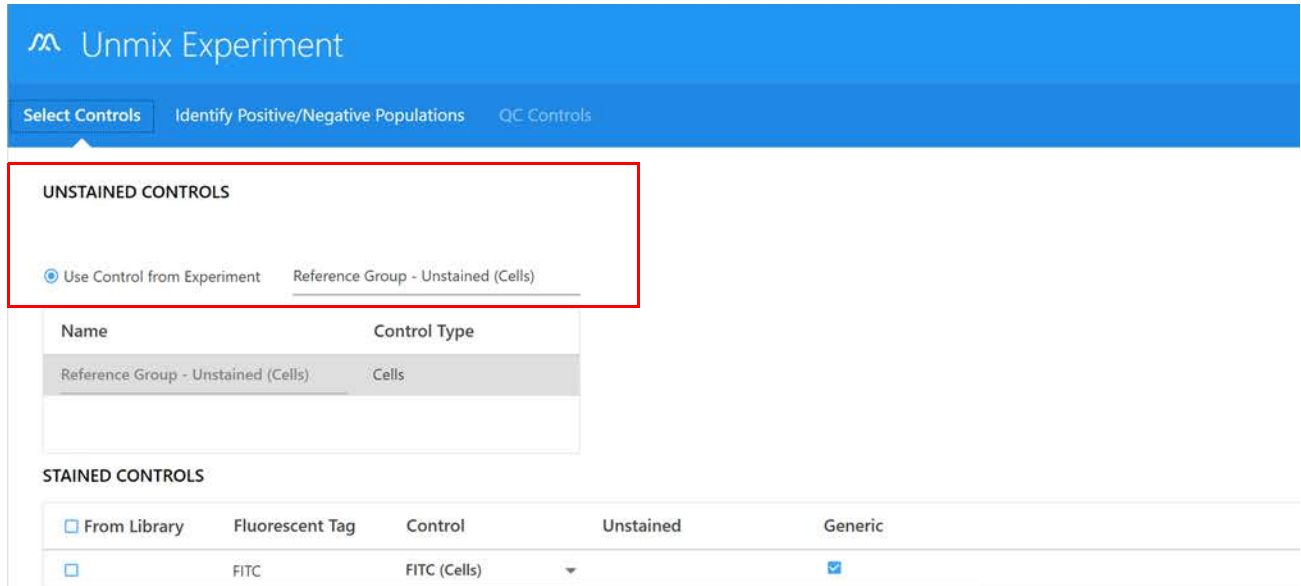 Unmix Experiment
Select Controls Identify Positive/Negative Populations QC Controls
UNSTAINED CONTROLS
Use Control from Experiment Reference Group - Unstained (Cells)
Name Control Type
Reference Group - Unstained (Cells) Cells
STAINED CONTROLS
From Library Fluorescent Tag Control Unstained Generic
FITC FITC (Cells)